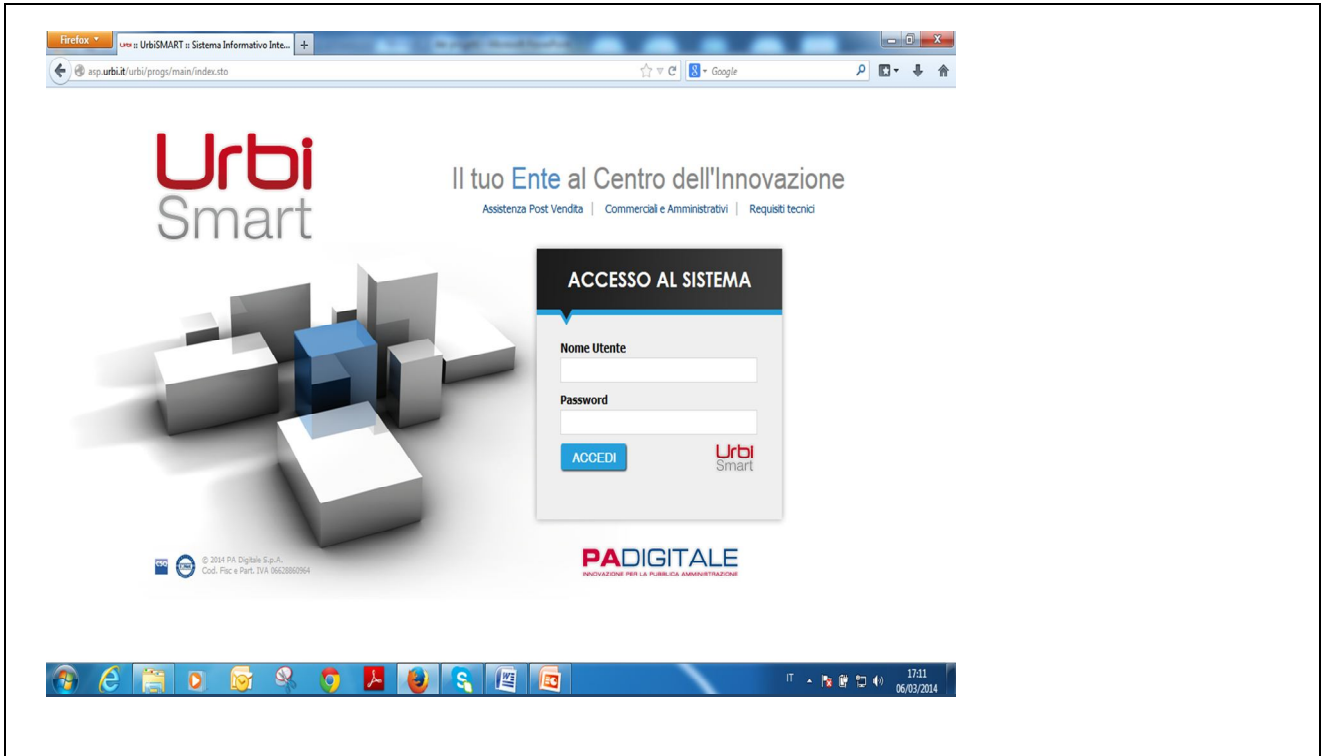 Firefox
Urbi :: UrbiSMART :: Sistema Informativo Inte...
asp.urbi.it/urbi/progs/main/index.sto
Google
Urbi
Smart
Il tuo Ente al Centro dell'Innovazione
Assistenza Post Vendita | Commerciali e Amministrativi | Requisiti tecnici
ACCESSO AL SISTEMA
Nome Utente
Password
ACCEDI
Urbi
Smart
CSQ
© 2014 PA Digitale S.p.A.
Cod. Fisc e Part. IVA 06628860964
PADIGITALE
INNOVAZIONE PER LA PUBBLICA AMMINISTRAZIONE
IT
17:11
06/03/2014